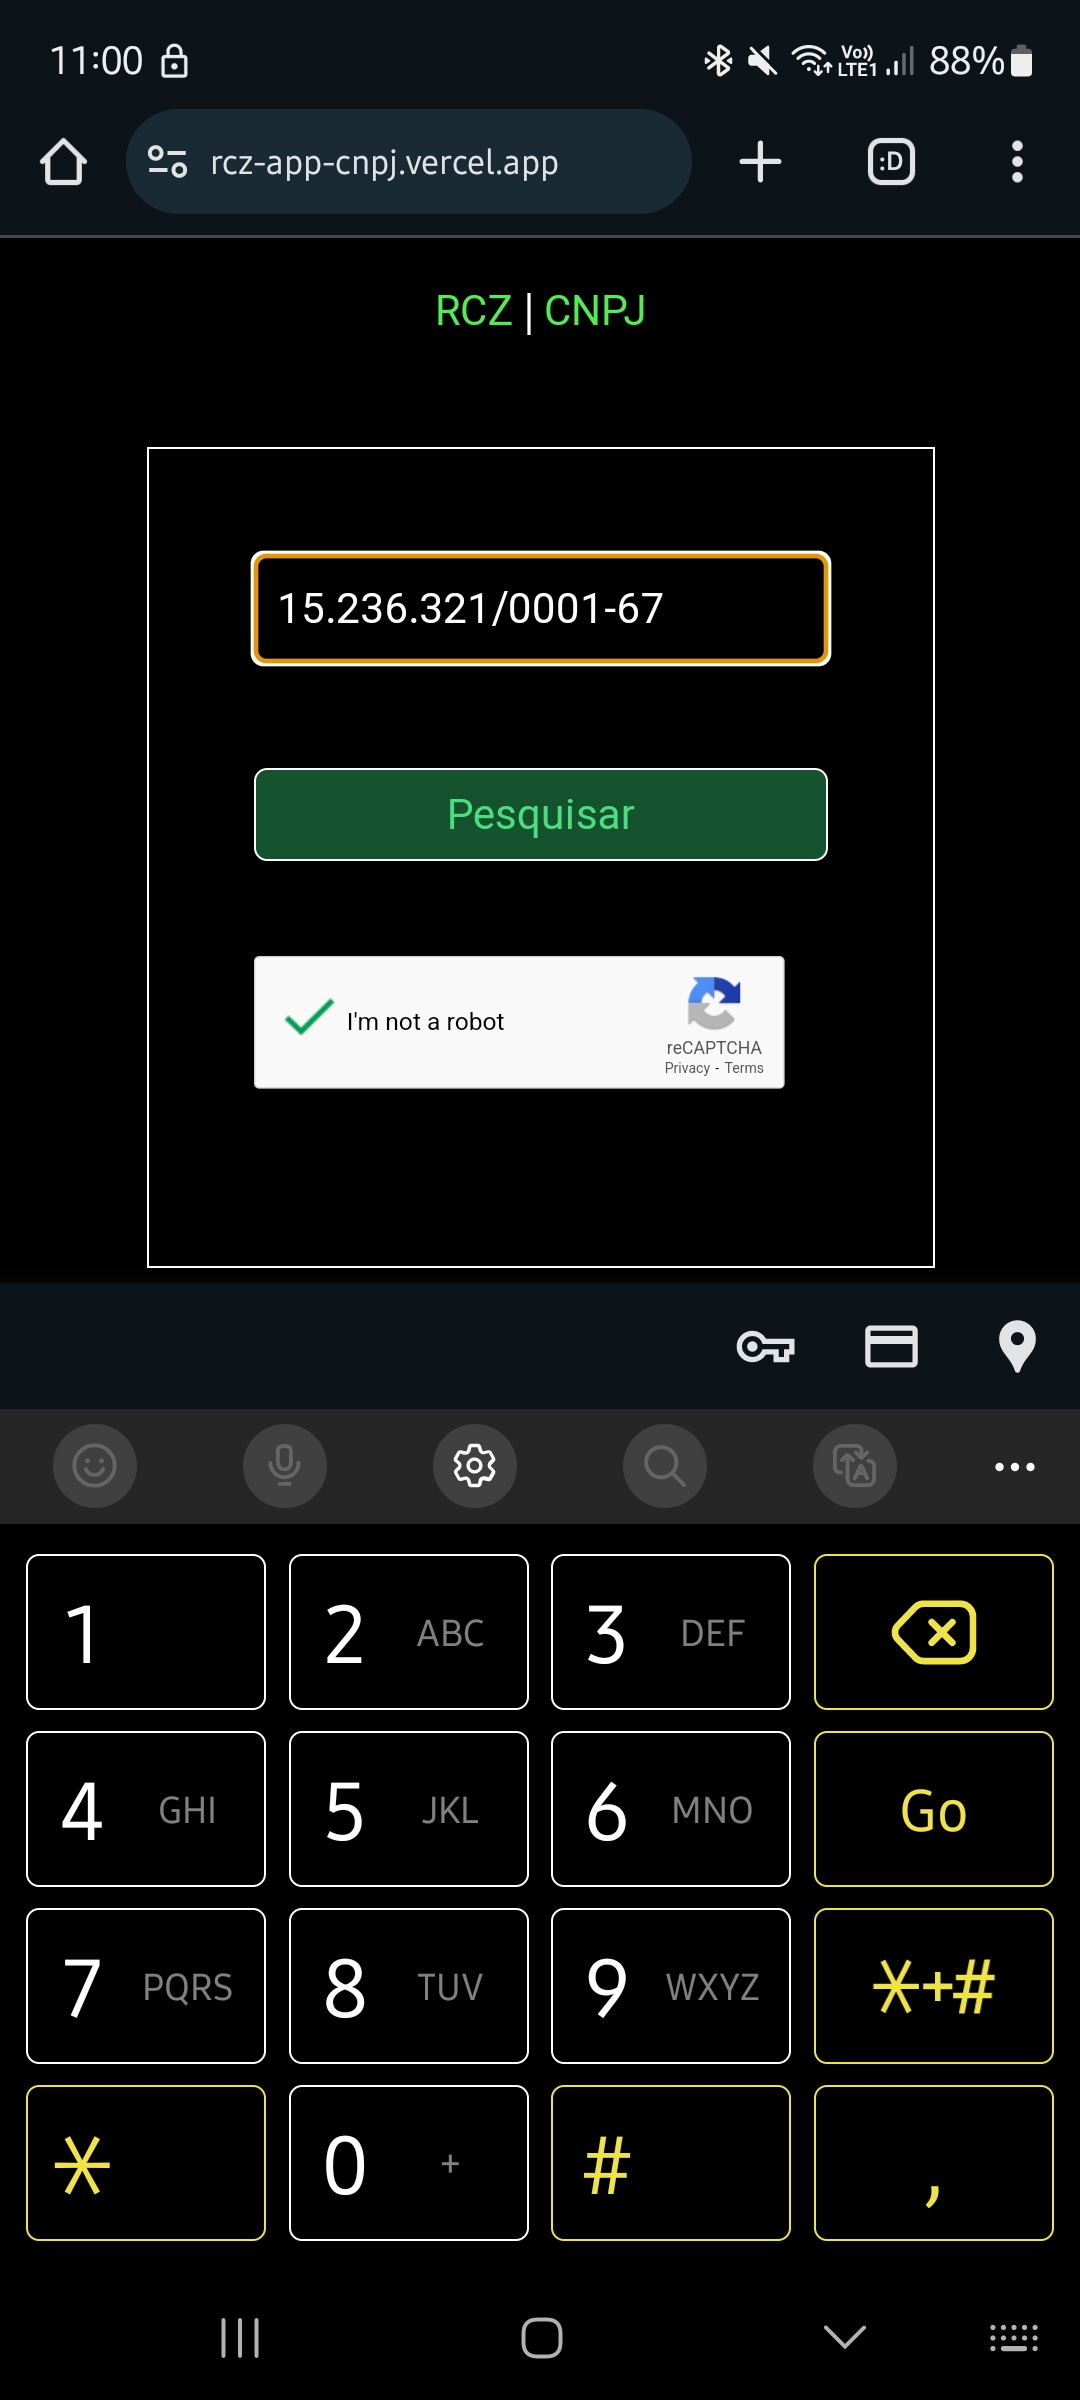 11:00 Vo)) LTE1 88%
rcz-app-cnpj.vercel.app :D
RCZ | CNPJ
15.236.321/0001-67
Pesquisar
I'm not a robot
reCAPTCHA
Privacy - Terms
1 2 ABC 3 DEF
4 GHI 5 JKL 6 MNO Go
7 PQRS 8 TUV 9 WXYZ *+#
* 0 + # ,